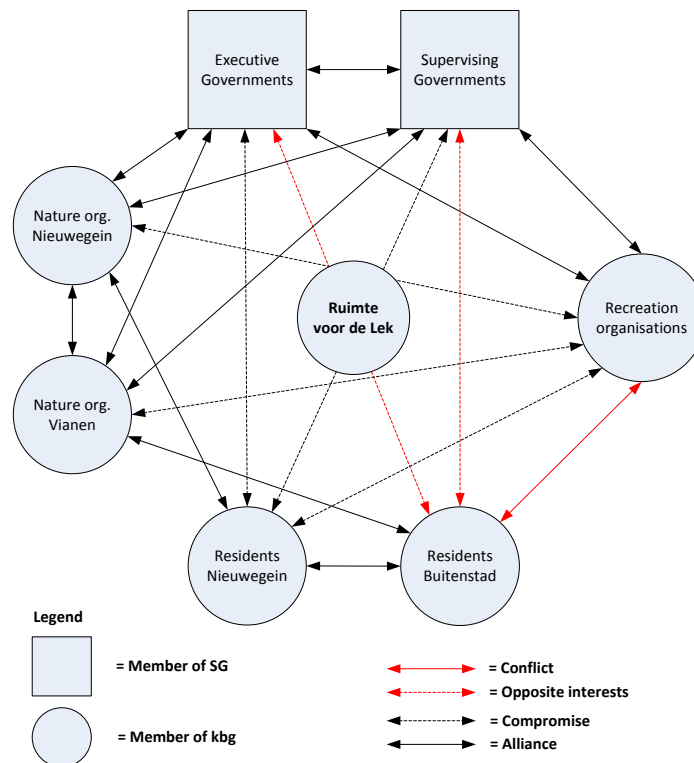 Executive
Governments
Supervising
Governments
Nature org.
Nieuwegein
Ruimte
voor de Lek
Recreation
organisations
Nature org.
Vianen
Residents
Nieuwegein
Residents
Buitenstad
Legend
= Member of SG
= Member of kbg
= Conflict
= Opposite interests
= Compromise
= Alliance